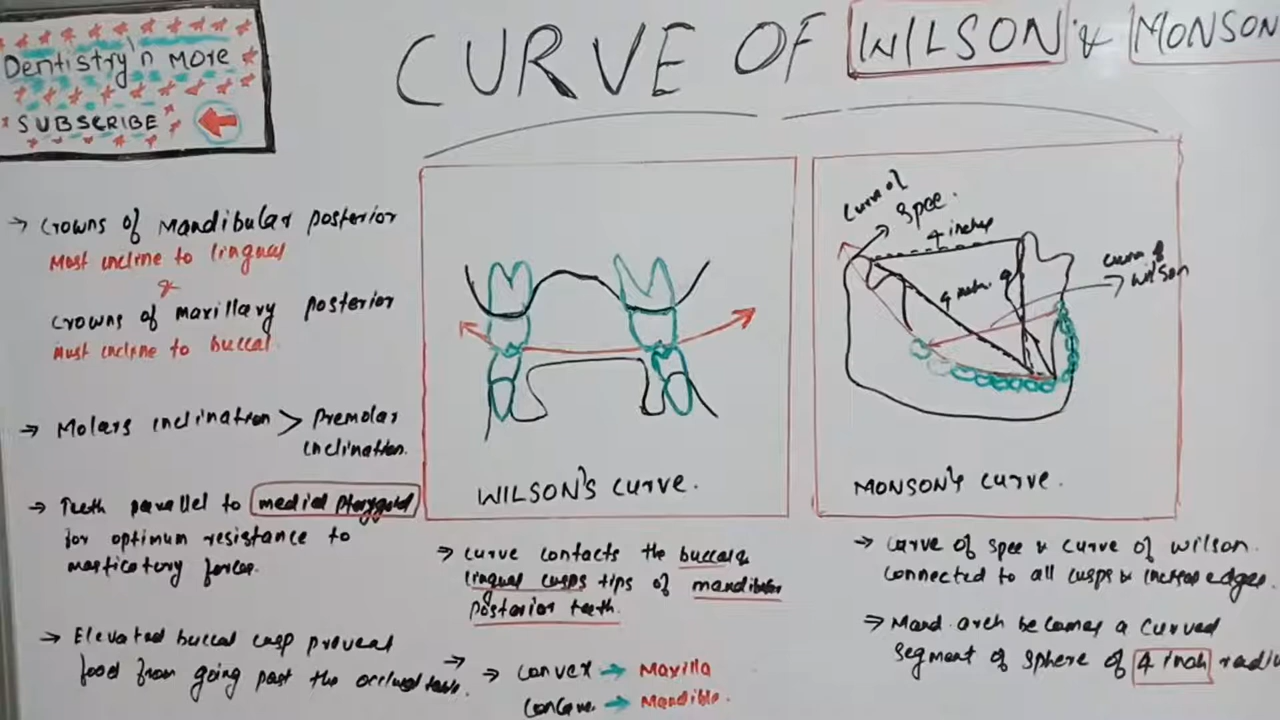 Dentistry n MORE
SUBSCRIBE
CURVE OF WILSON & MONSON
→ Crowns of Mandibular posterior
Must incline to lingual
&
Crowns of maxillary posterior
Must incline to buccal
→ Molars inclination > Premolar
inclination.
→ Teeth parallel to medial pterygoid
for optimum resistance to
masticatory forces.
→ Elevated buccal cusp prevent
food from going past the occlusal table.
WILSON'S curve.
→ curve contacts the buccal &
lingual cusps tips of mandibular
posterior teeth.
→ convex → Maxilla
concave → Mandible.
curve of
Spee.
4 inches
4 inch
curve of
wilson
MONSON'S curve.
→ curve of spee & curve of wilson.
connected to all cusps &
edges.
→ Mand arch becomes a curved
segment of sphere of 4 inch